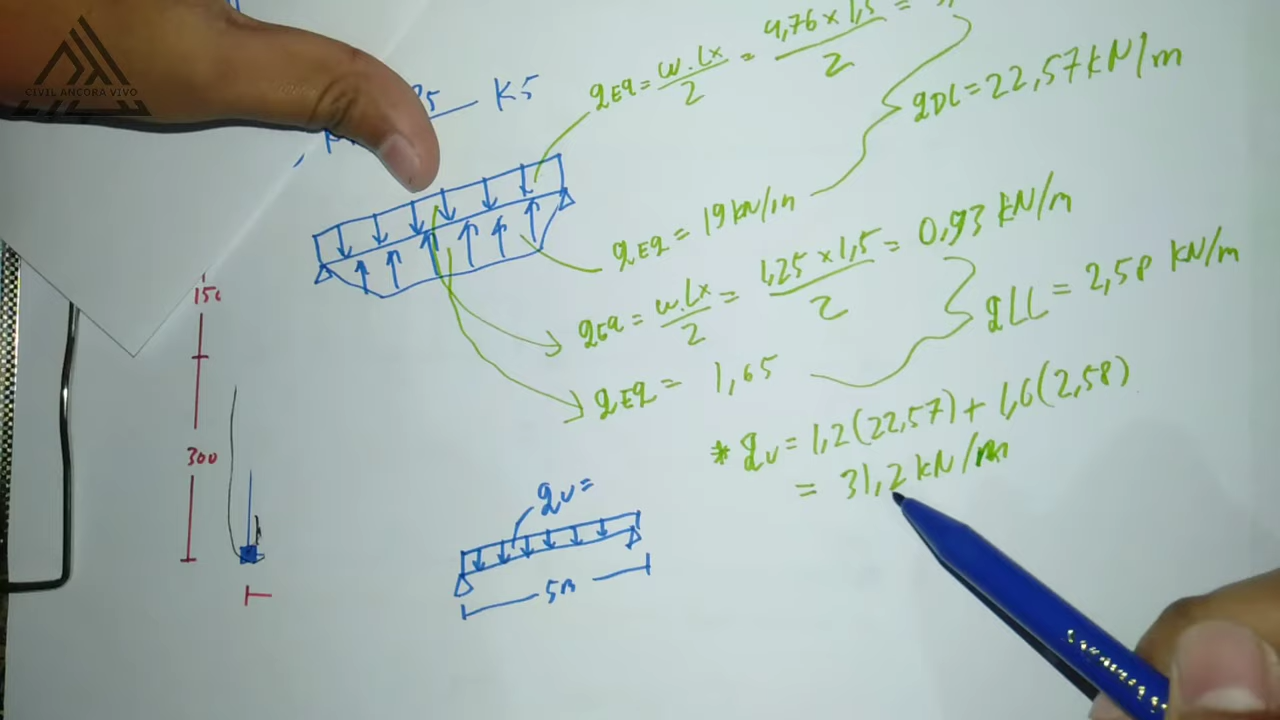 CIVIL ANCORA VIVO
K5
qEq = w.Lx/2 = 4,76 x 1,5/2 =
qDL = 22,57 kN/m
qEq = 19 kN/m
qEq = w.Lx/2 = 1,25 x 1,5/2 = 0,93 kN/m
qLL = 2,58 kN/m
qEq = 1,65
* qu = 1,2(22,57) + 1,6(2,58)
= 31,2 kN/m
qu =
5m
150
300